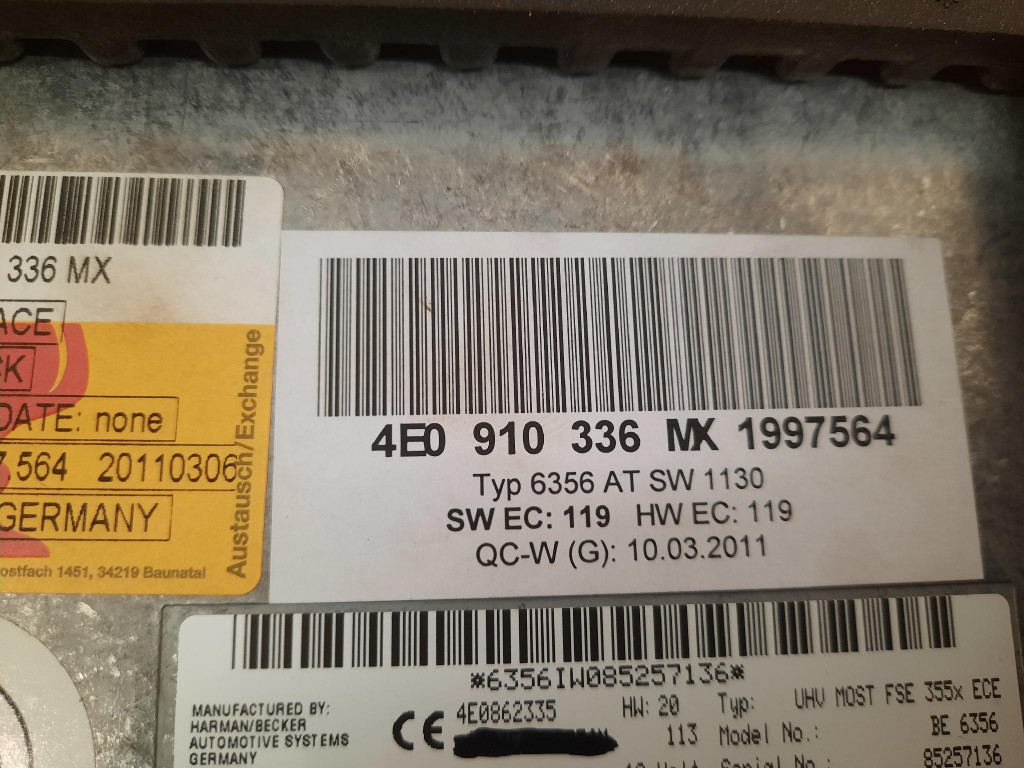 336 MX
ACE
CK
DATE: none
7564 20110306
GERMANY
ostfach 1451, 34219 Baunatal
Austausch/Exchange
4E0 910 336 MX 1997564
Typ 6356 AT SW 1130
SW EC: 119 HW EC: 119
QC-W (G): 10.03.2011
*6356IW085257136*
MANUFACTURED BY:
HARMAN/BECKER
AUTOMOTIVE SYSTEMS
GERMANY
CE
4E0862335 HW: 20 Typ: UHV MOST FSE 355x ECE
113 Model No.: BE 6356
Serial No.: 85257136